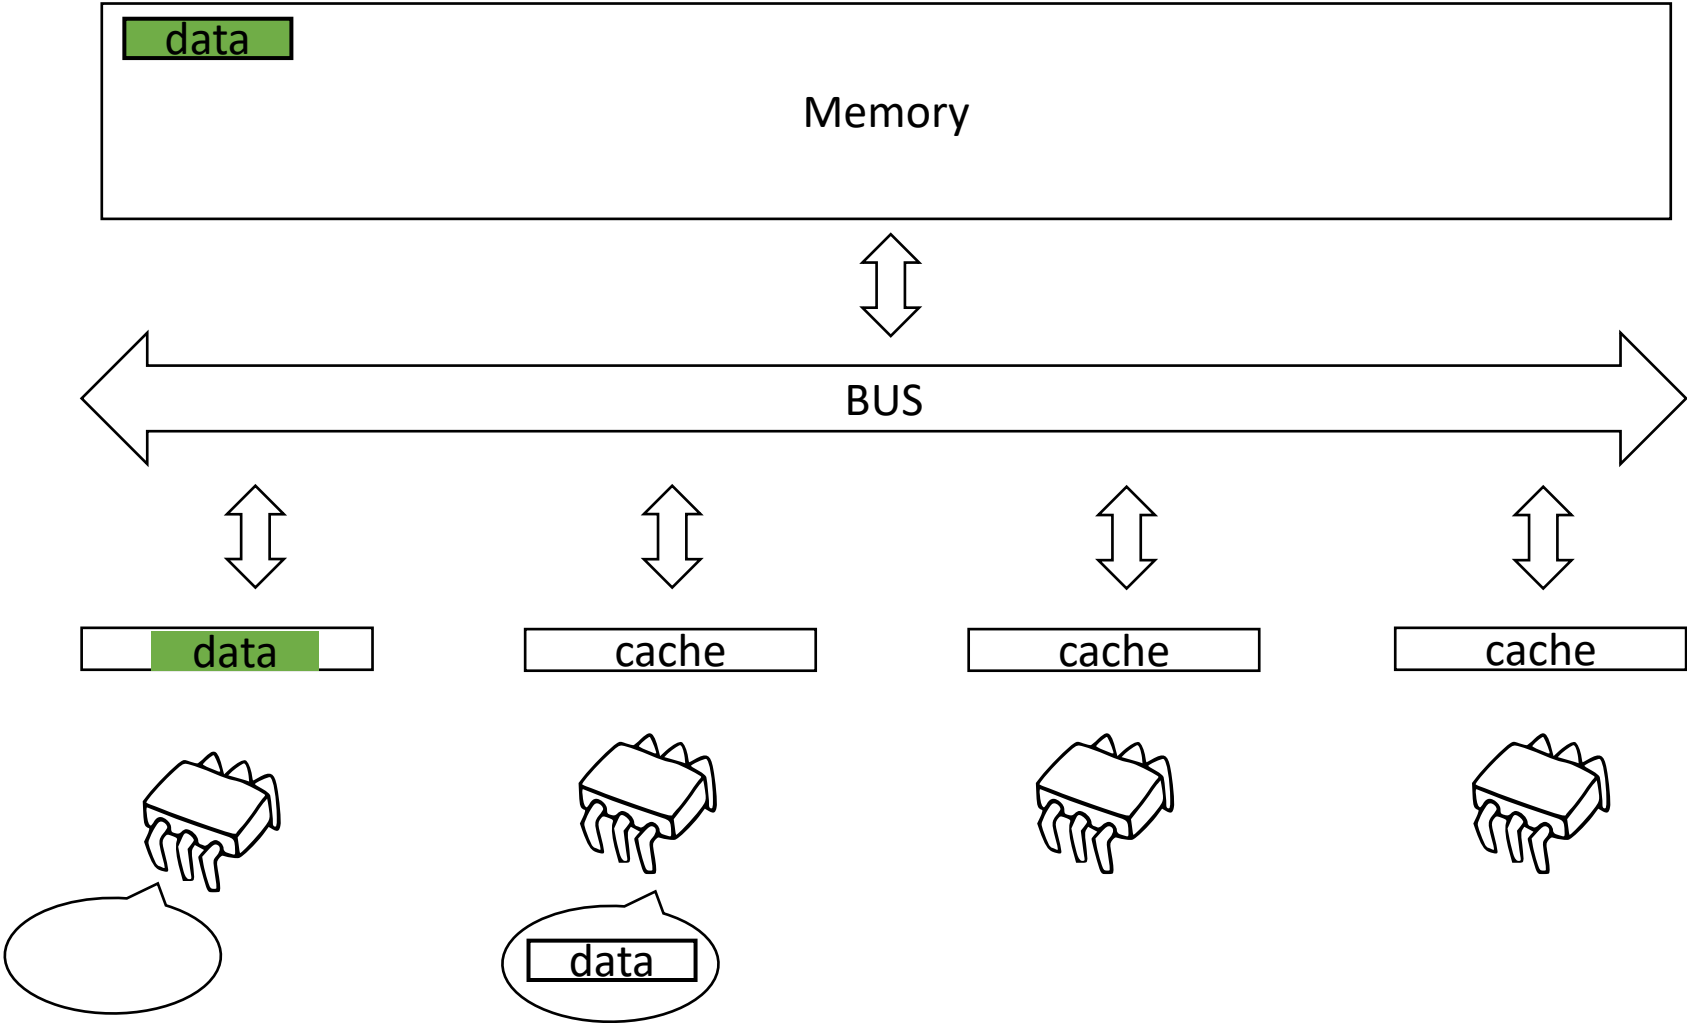 data
Memory
BUS
data
cache
cache
cache
data